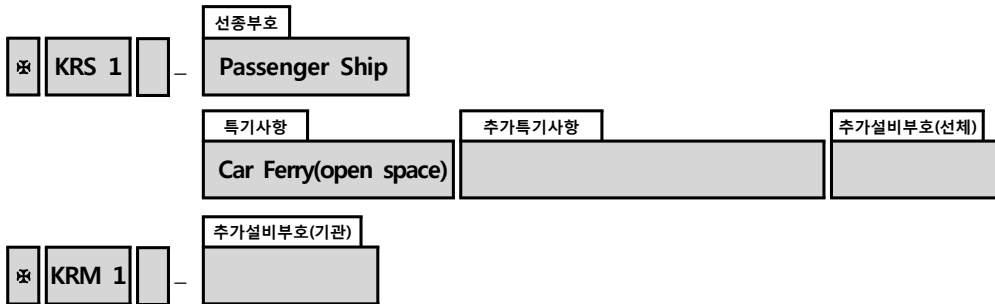 선종부호
✠ KRS 1 – Passenger Ship
특기사항 추가특기사항 추가설비부호(선체)
Car Ferry(open space)
추가설비부호(기관)
✠ KRM 1 –